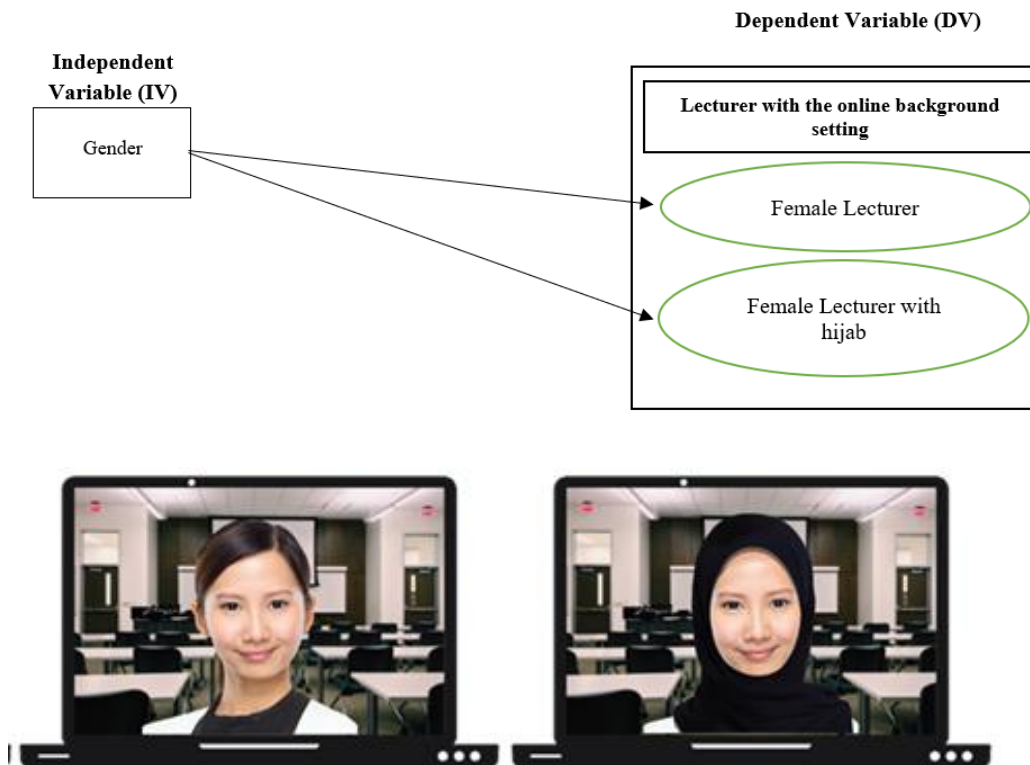 Dependent Variable (DV)
Independent
Variable (IV)
Gender
Lecturer with the online background
setting
Female Lecturer
Female Lecturer with
hijab